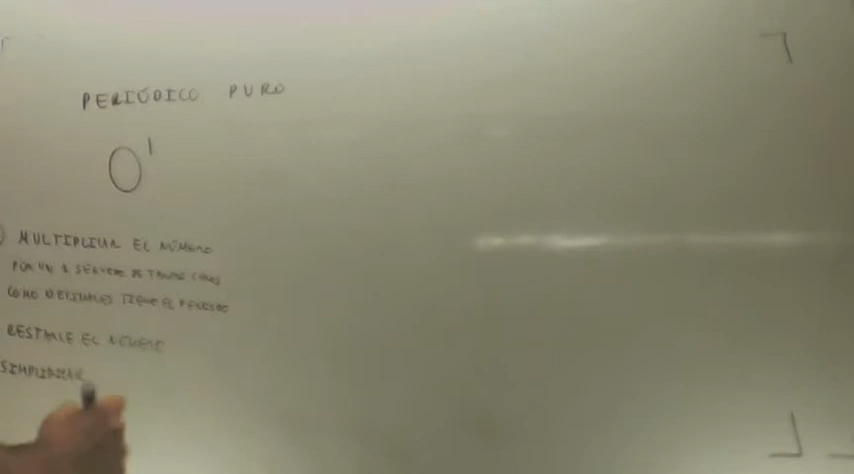 PERIÓDICO PURO
0'
) MULTIPLICAR EL NÚMERO
POR UN 1 SEGUIDO DE TANTOS CEROS
COMO DECIMALES TIENE EL PERIODO
RESTARLE EL NÚMERO
SIMPLIFICAR